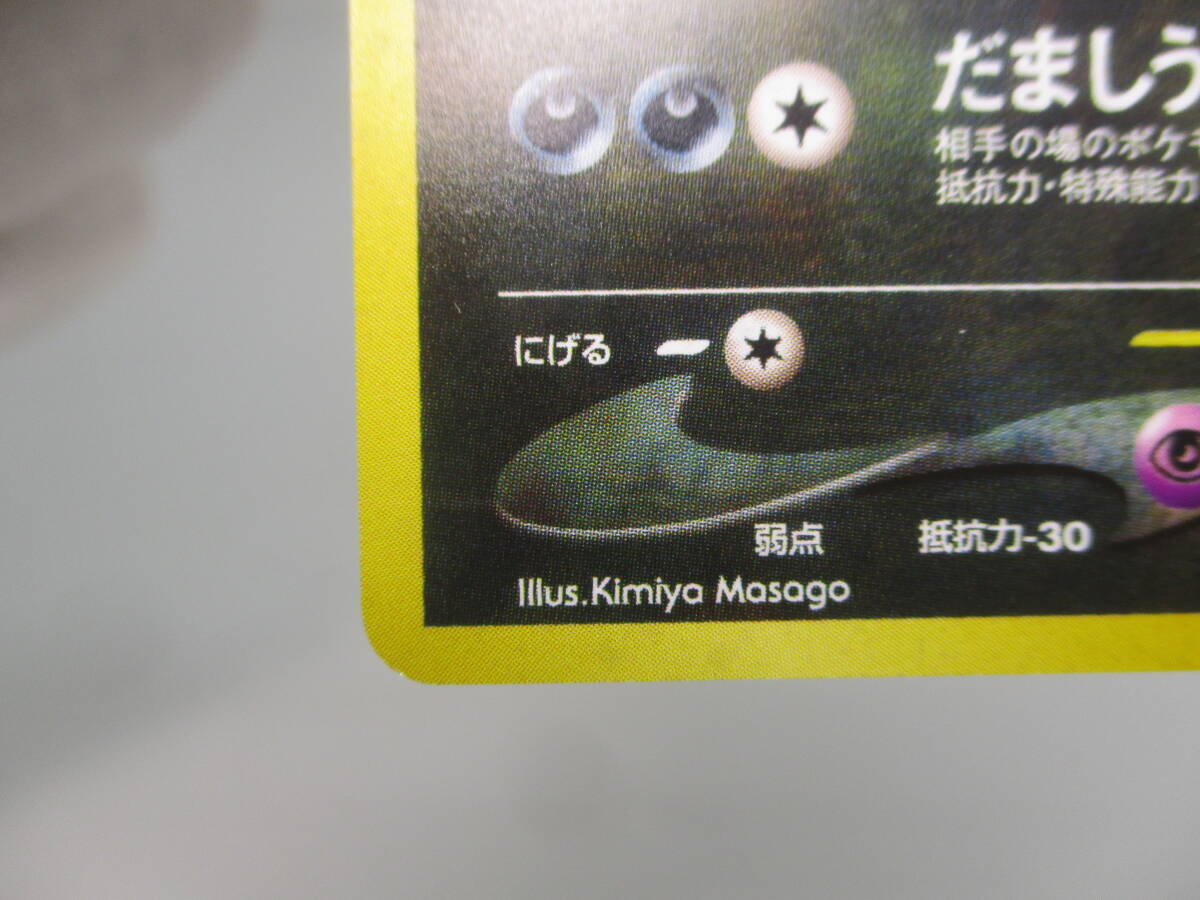 だましう
相手の場のポケモ
抵抗力・特殊能力
にげる
弱点 抵抗力-30
Illus.Kimiya Masago